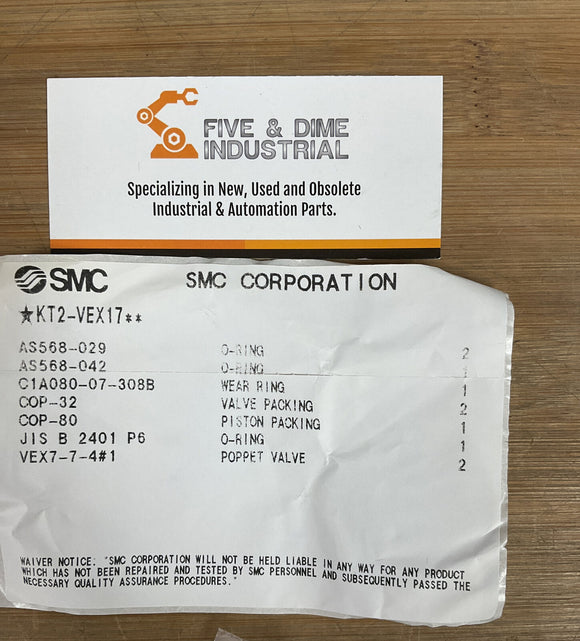 FIVE & DIME
INDUSTRIAL
Specializing in New, Used and Obsolete
Industrial & Automation Parts.
SMC SMC CORPORATION
★KT2-VEX17**
AS568-029 O-RING 2
AS568-042 O-RING 1
C1A080-07-308B WEAR RING 1
COP-32 VALVE PACKING 2
COP-80 PISTON PACKING 1
JIS B 2401 P6 O-RING 1
VEX7-7-4#1 POPPET VALVE 2
WAIVER NOTICE: "SMC CORPORATION WILL NOT BE HELD LIABLE IN ANY WAY FOR ANY PRODUCT
WHICH HAS NOT BEEN REPAIRED AND TESTED BY SMC PERSONNEL AND SUBSEQUENTLY PASSED THE
NECESSARY QUALITY ASSURANCE PROCEDURES."